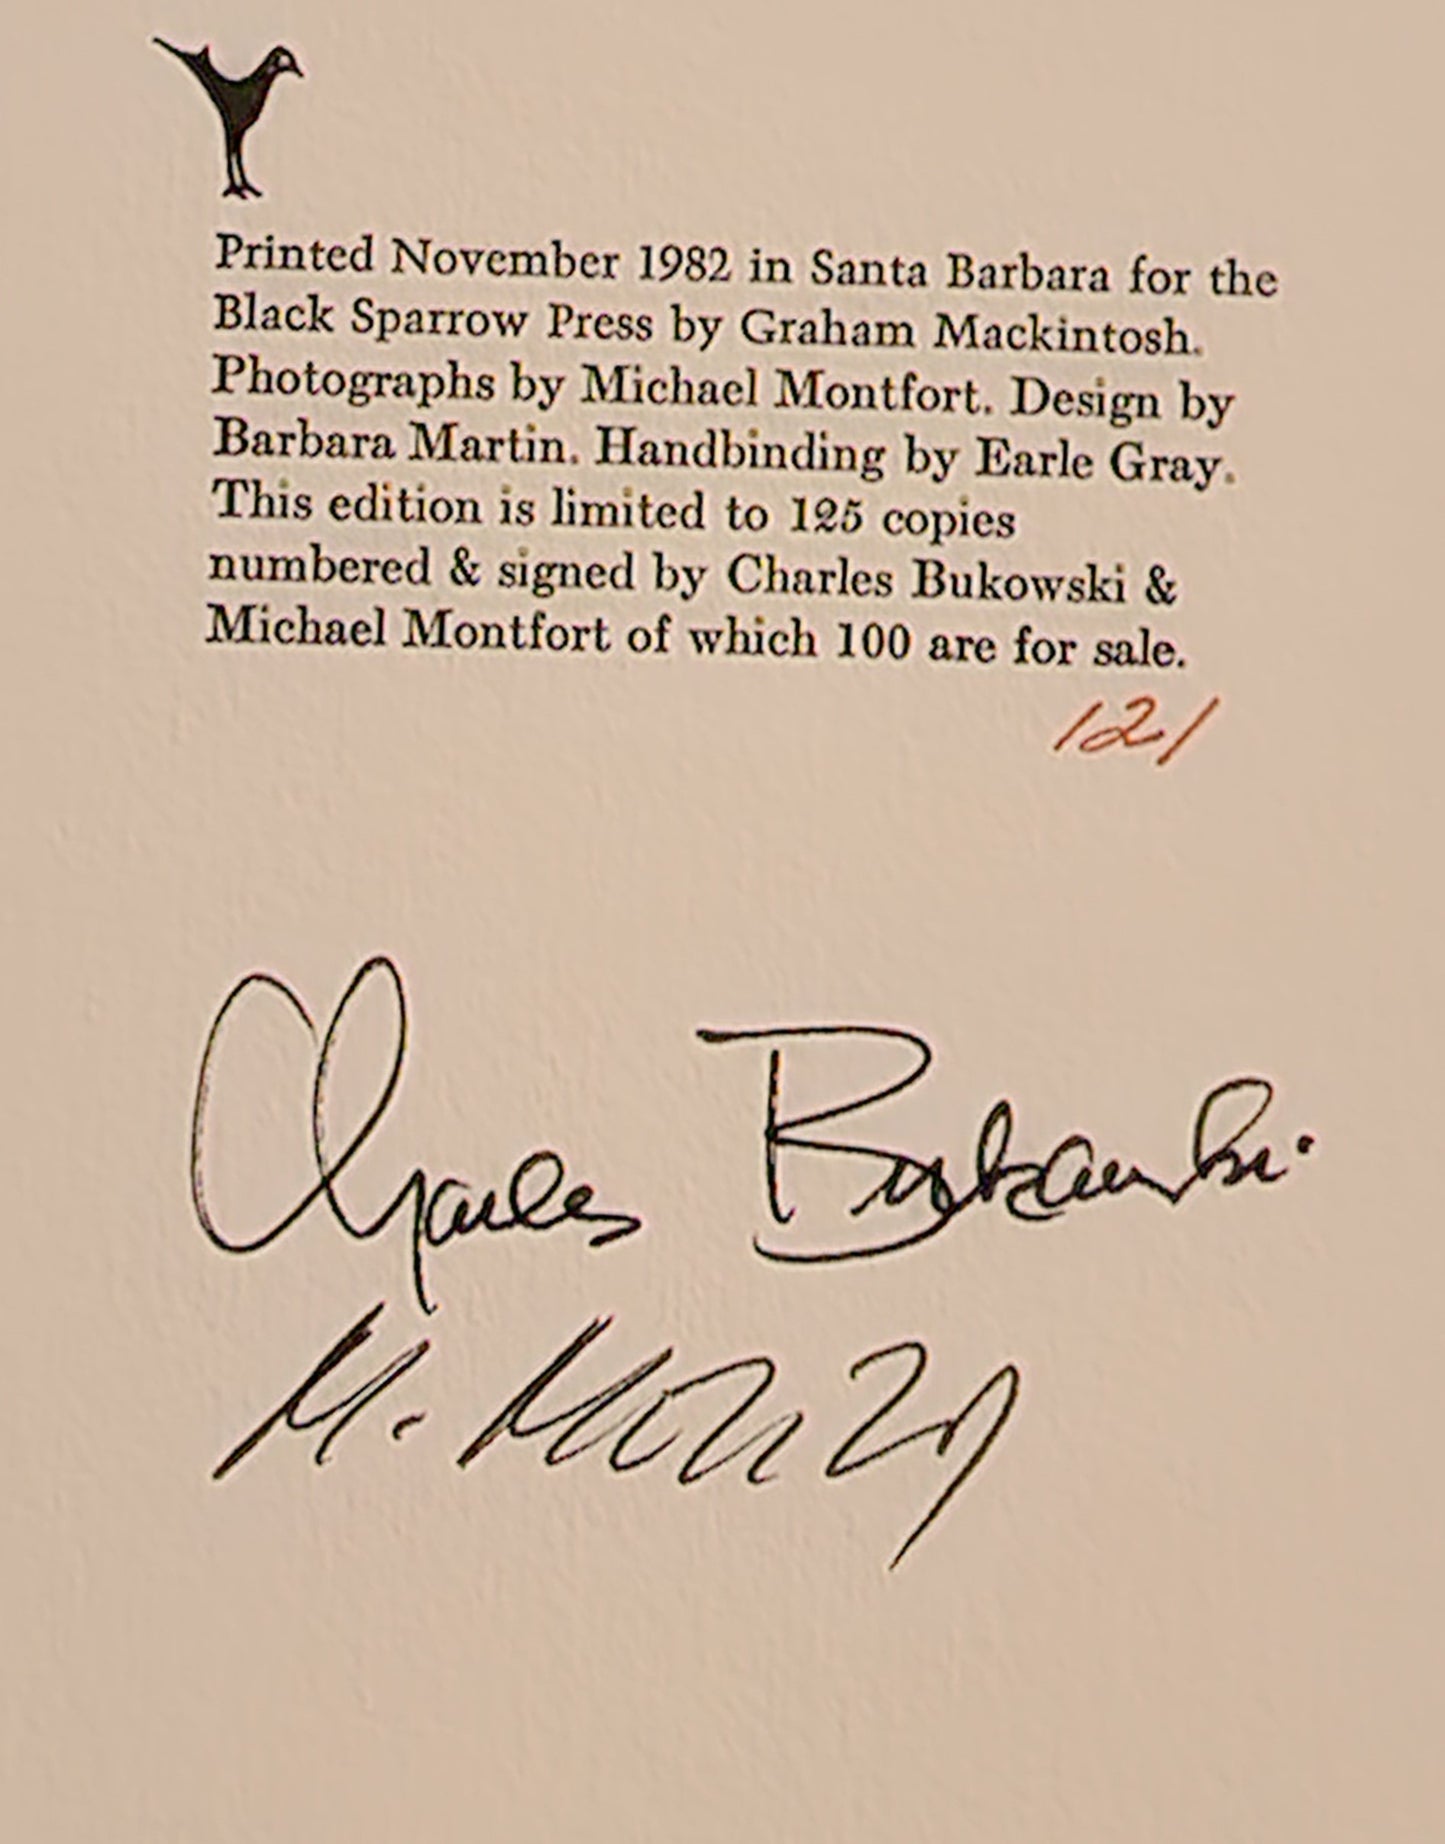 Printed November 1982 in Santa Barbara for the
Black Sparrow Press by Graham Mackintosh.
Photographs by Michael Montfort. Design by
Barbara Martin. Handbinding by Earle Gray.
This edition is limited to 125 copies
numbered & signed by Charles Bukowski &
Michael Montfort of which 100 are for sale.
121
Charles Bukowski
M.